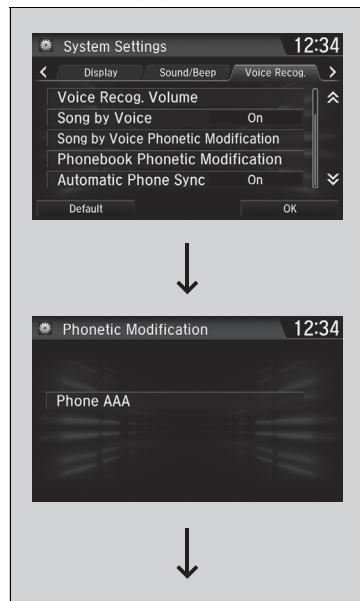 System Settings 12:34
Display Sound/Beep Voice Recog.
Voice Recog. Volume
Song by Voice On
Song by Voice Phonetic Modification
Phonebook Phonetic Modification
Automatic Phone Sync On
Default OK
Phonetic Modification 12:34
Phone AAA